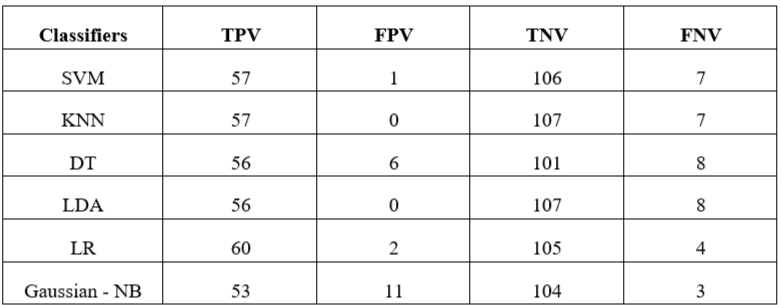 Classifiers TPV FPV TNV FNV
SVM 57 1 106 7
KNN 57 0 107 7
DT 56 6 101 8
LDA 56 0 107 8
LR 60 2 105 4
Gaussian - NB 53 11 104 3